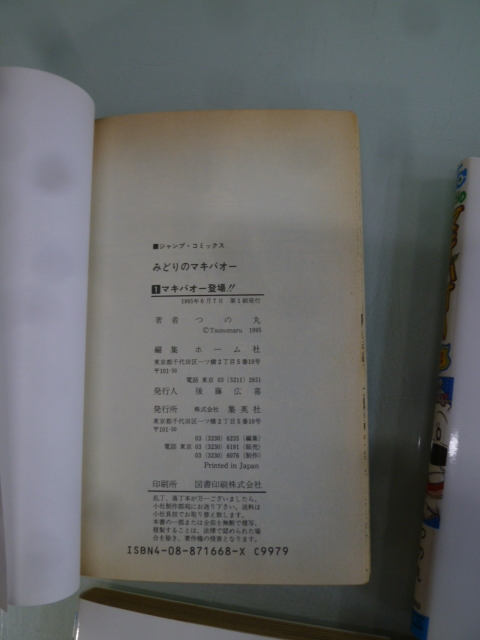 ■ジャンプ・コミックス
みどりのマキバオー
1マキバオー登場!!
1995年6月7日 第1刷発行
著者 つの丸
©Tsunomaru 1995
編集 ホーム社
東京都千代田区一ツ橋2丁目5番10号
〒101-50
電話 東京 03 (5211) 2651
発行人 後藤広喜
発行所 株式会社 集英社
東京都千代田区一ツ橋2丁目5番10号
〒101-50
03 (3230) 6233 (編集)
電話 東京 03 (3230) 6191 (販売)
03 (3230) 6076 (制作)
Printed in Japan
印刷所 図書印刷株式会社
乱丁、落丁本が万一ございましたら、
小社制作部宛にお送り下さい。送料は
小社負担でお取り替え致します。
本書の一部または全部を無断で複写、
複製することは、法律で認められた場
合を除き、著作権の侵害となります。
ISBN4-08-871668-X C9979